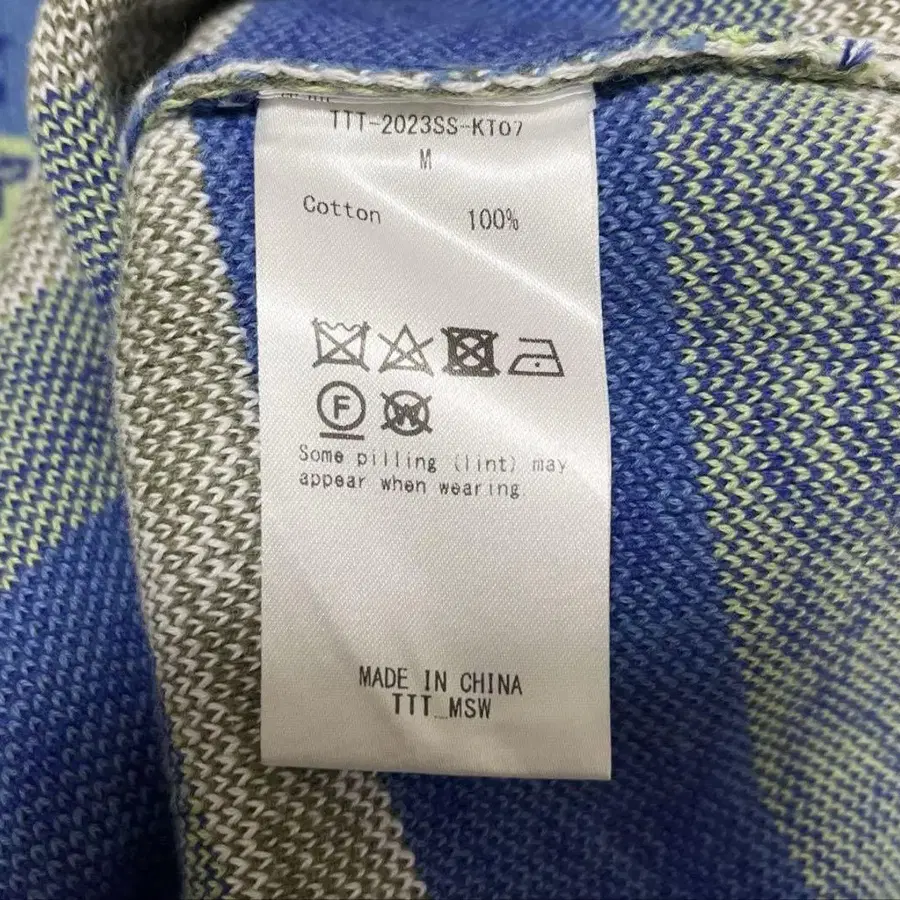 TTT-2023SS-KT07
M
Cotton 100%
F
W
Some pilling (lint) may
appear when wearing.
MADE IN CHINA
TTT_MSW